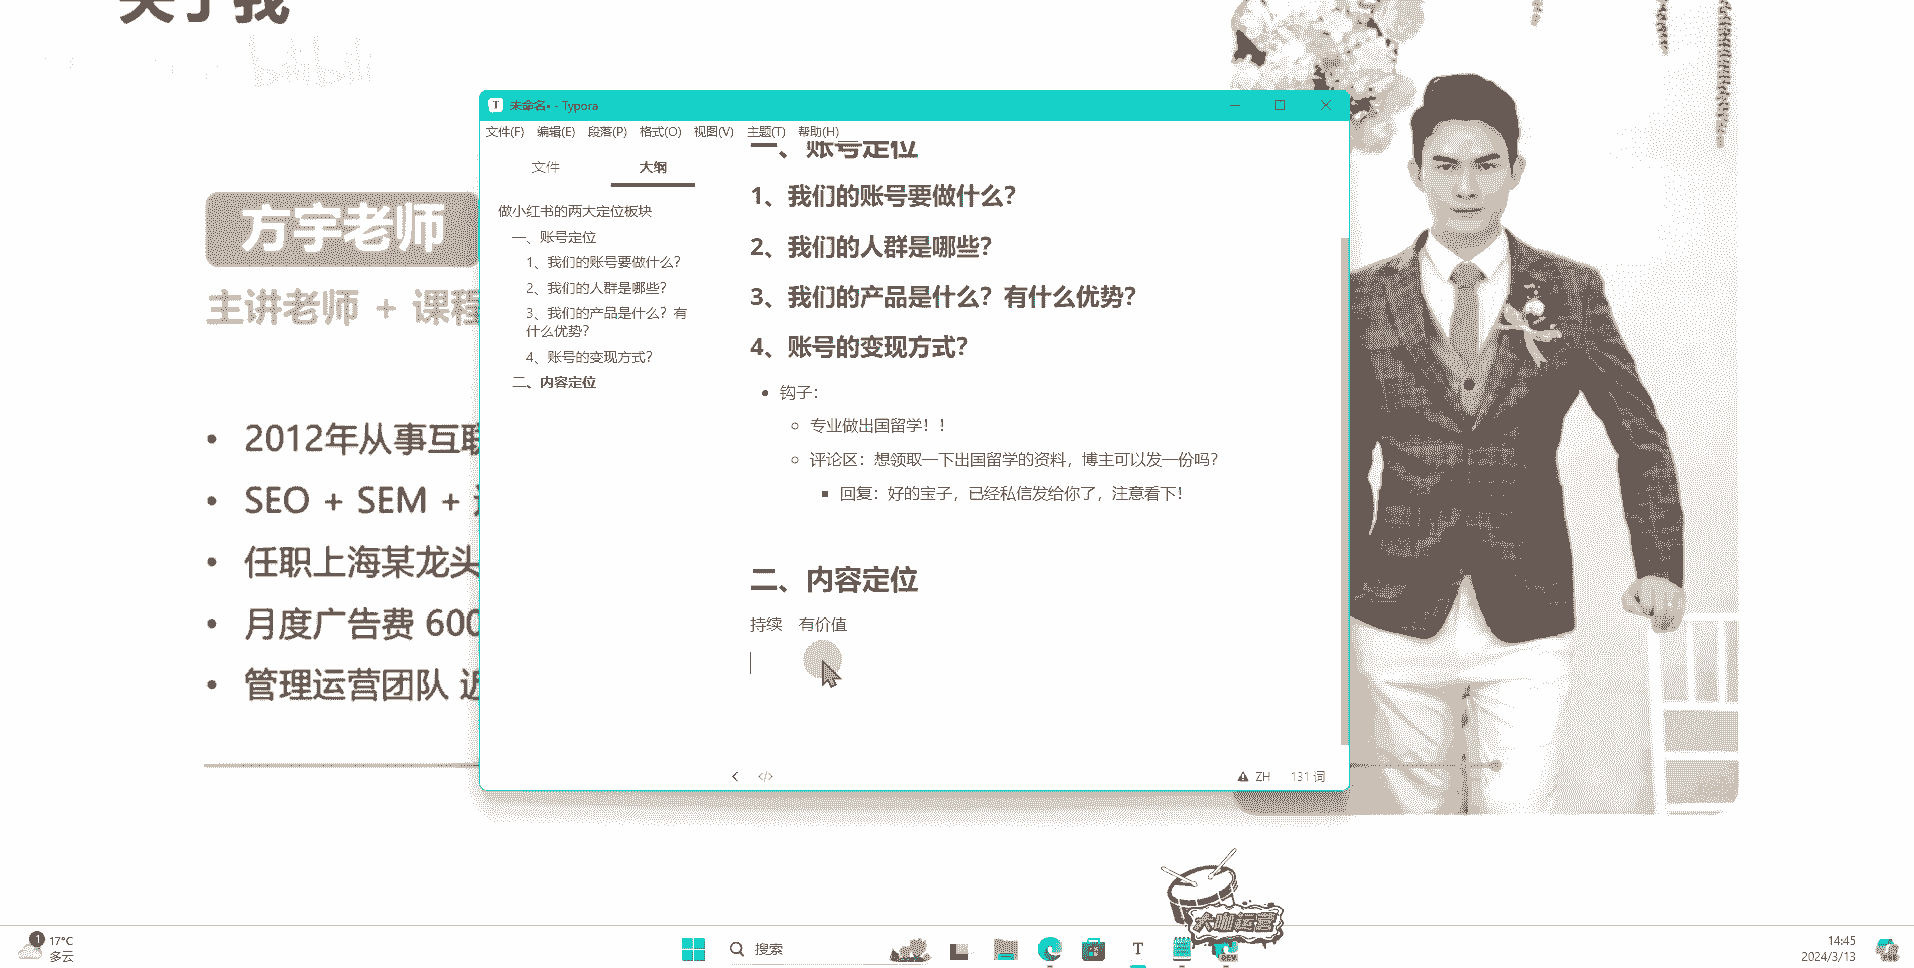 关于我
bilibili
方宇老师
主讲老师 + 课程
2012年从事互联
SEO + SEM +
任职上海某龙头
月度广告费 600
管理运营团队 近
未命名• - Typora
文件(F) 编辑(E) 段落(P) 格式(O) 视图(V) 主题(T) 帮助(H)
文件 大纲
做小红书的两大定位板块
一、账号定位
1、我们的账号要做什么？
2、我们的人群是哪些？
3、我们的产品是什么？有
什么优势？
4、账号的变现方式？
二、内容定位
一、账号定位
1、我们的账号要做什么？
2、我们的人群是哪些？
3、我们的产品是什么？有什么优势？
4、账号的变现方式？
钩子：
专业做出国留学！！
评论区：想领取一下出国留学的资料，博主可以发一份吗？
回复：好的宝子，已经私信发给你了，注意看下！
二、内容定位
持续 有价值
ZH 131 词
大咖运营
1 17°C
多云
搜索
T
DEV
14:45
2024/3/13